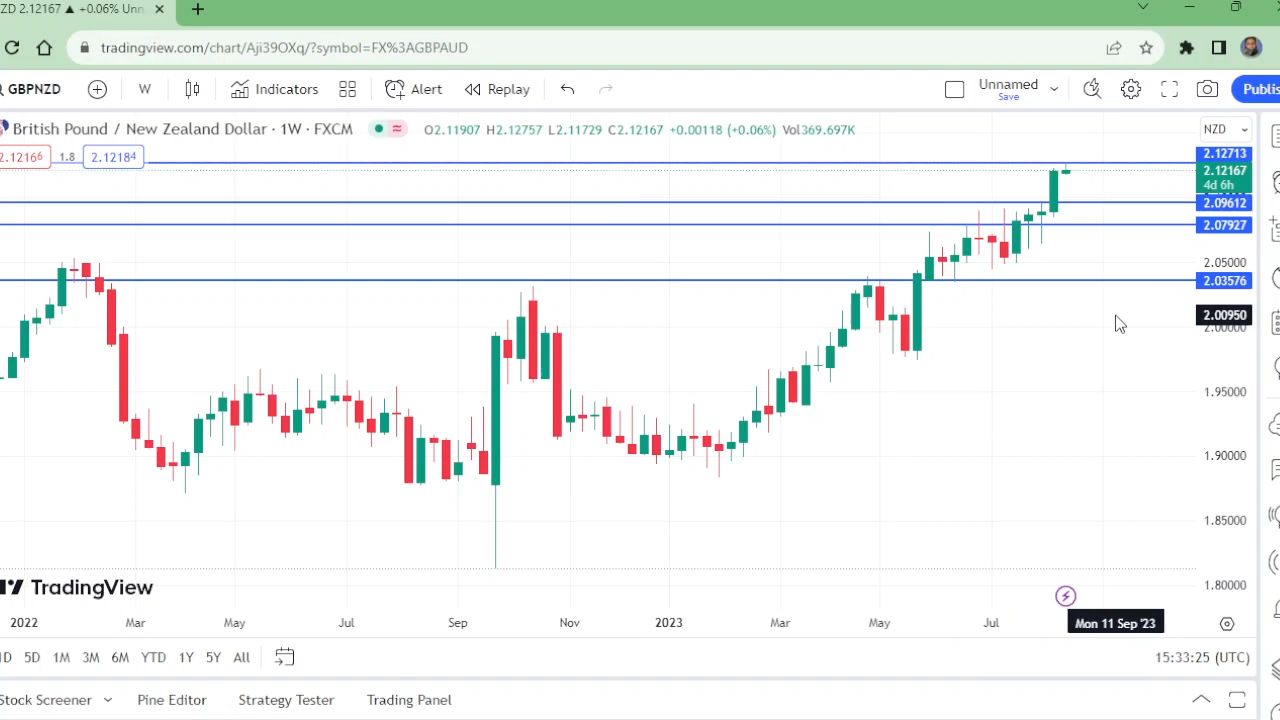 ZD 2.12167 ▲ +0.06% Unn
tradingview.com/chart/Aji39OXq/?symbol=FX%3AGBPAUD
GBPNZD W Indicators Alert Replay Unnamed Save Publis
British Pound / New Zealand Dollar · 1W · FXCM O2.11907 H2.12757 L2.11729 C2.12167 +0.00118 (+0.06%) Vol369.697K NZD
2.12166 1.8 2.12184
2.12713
2.12167
4d 6h
2.09612
2.07927
2.05000
2.03576
2.00950
2.00000
1.95000
1.90000
1.85000
1.80000
TradingView
2022 Mar May Jul Sep Nov 2023 Mar May Jul Mon 11 Sep '23
1D 5D 1M 3M 6M YTD 1Y 5Y All 15:33:25 (UTC)
Stock Screener Pine Editor Strategy Tester Trading Panel